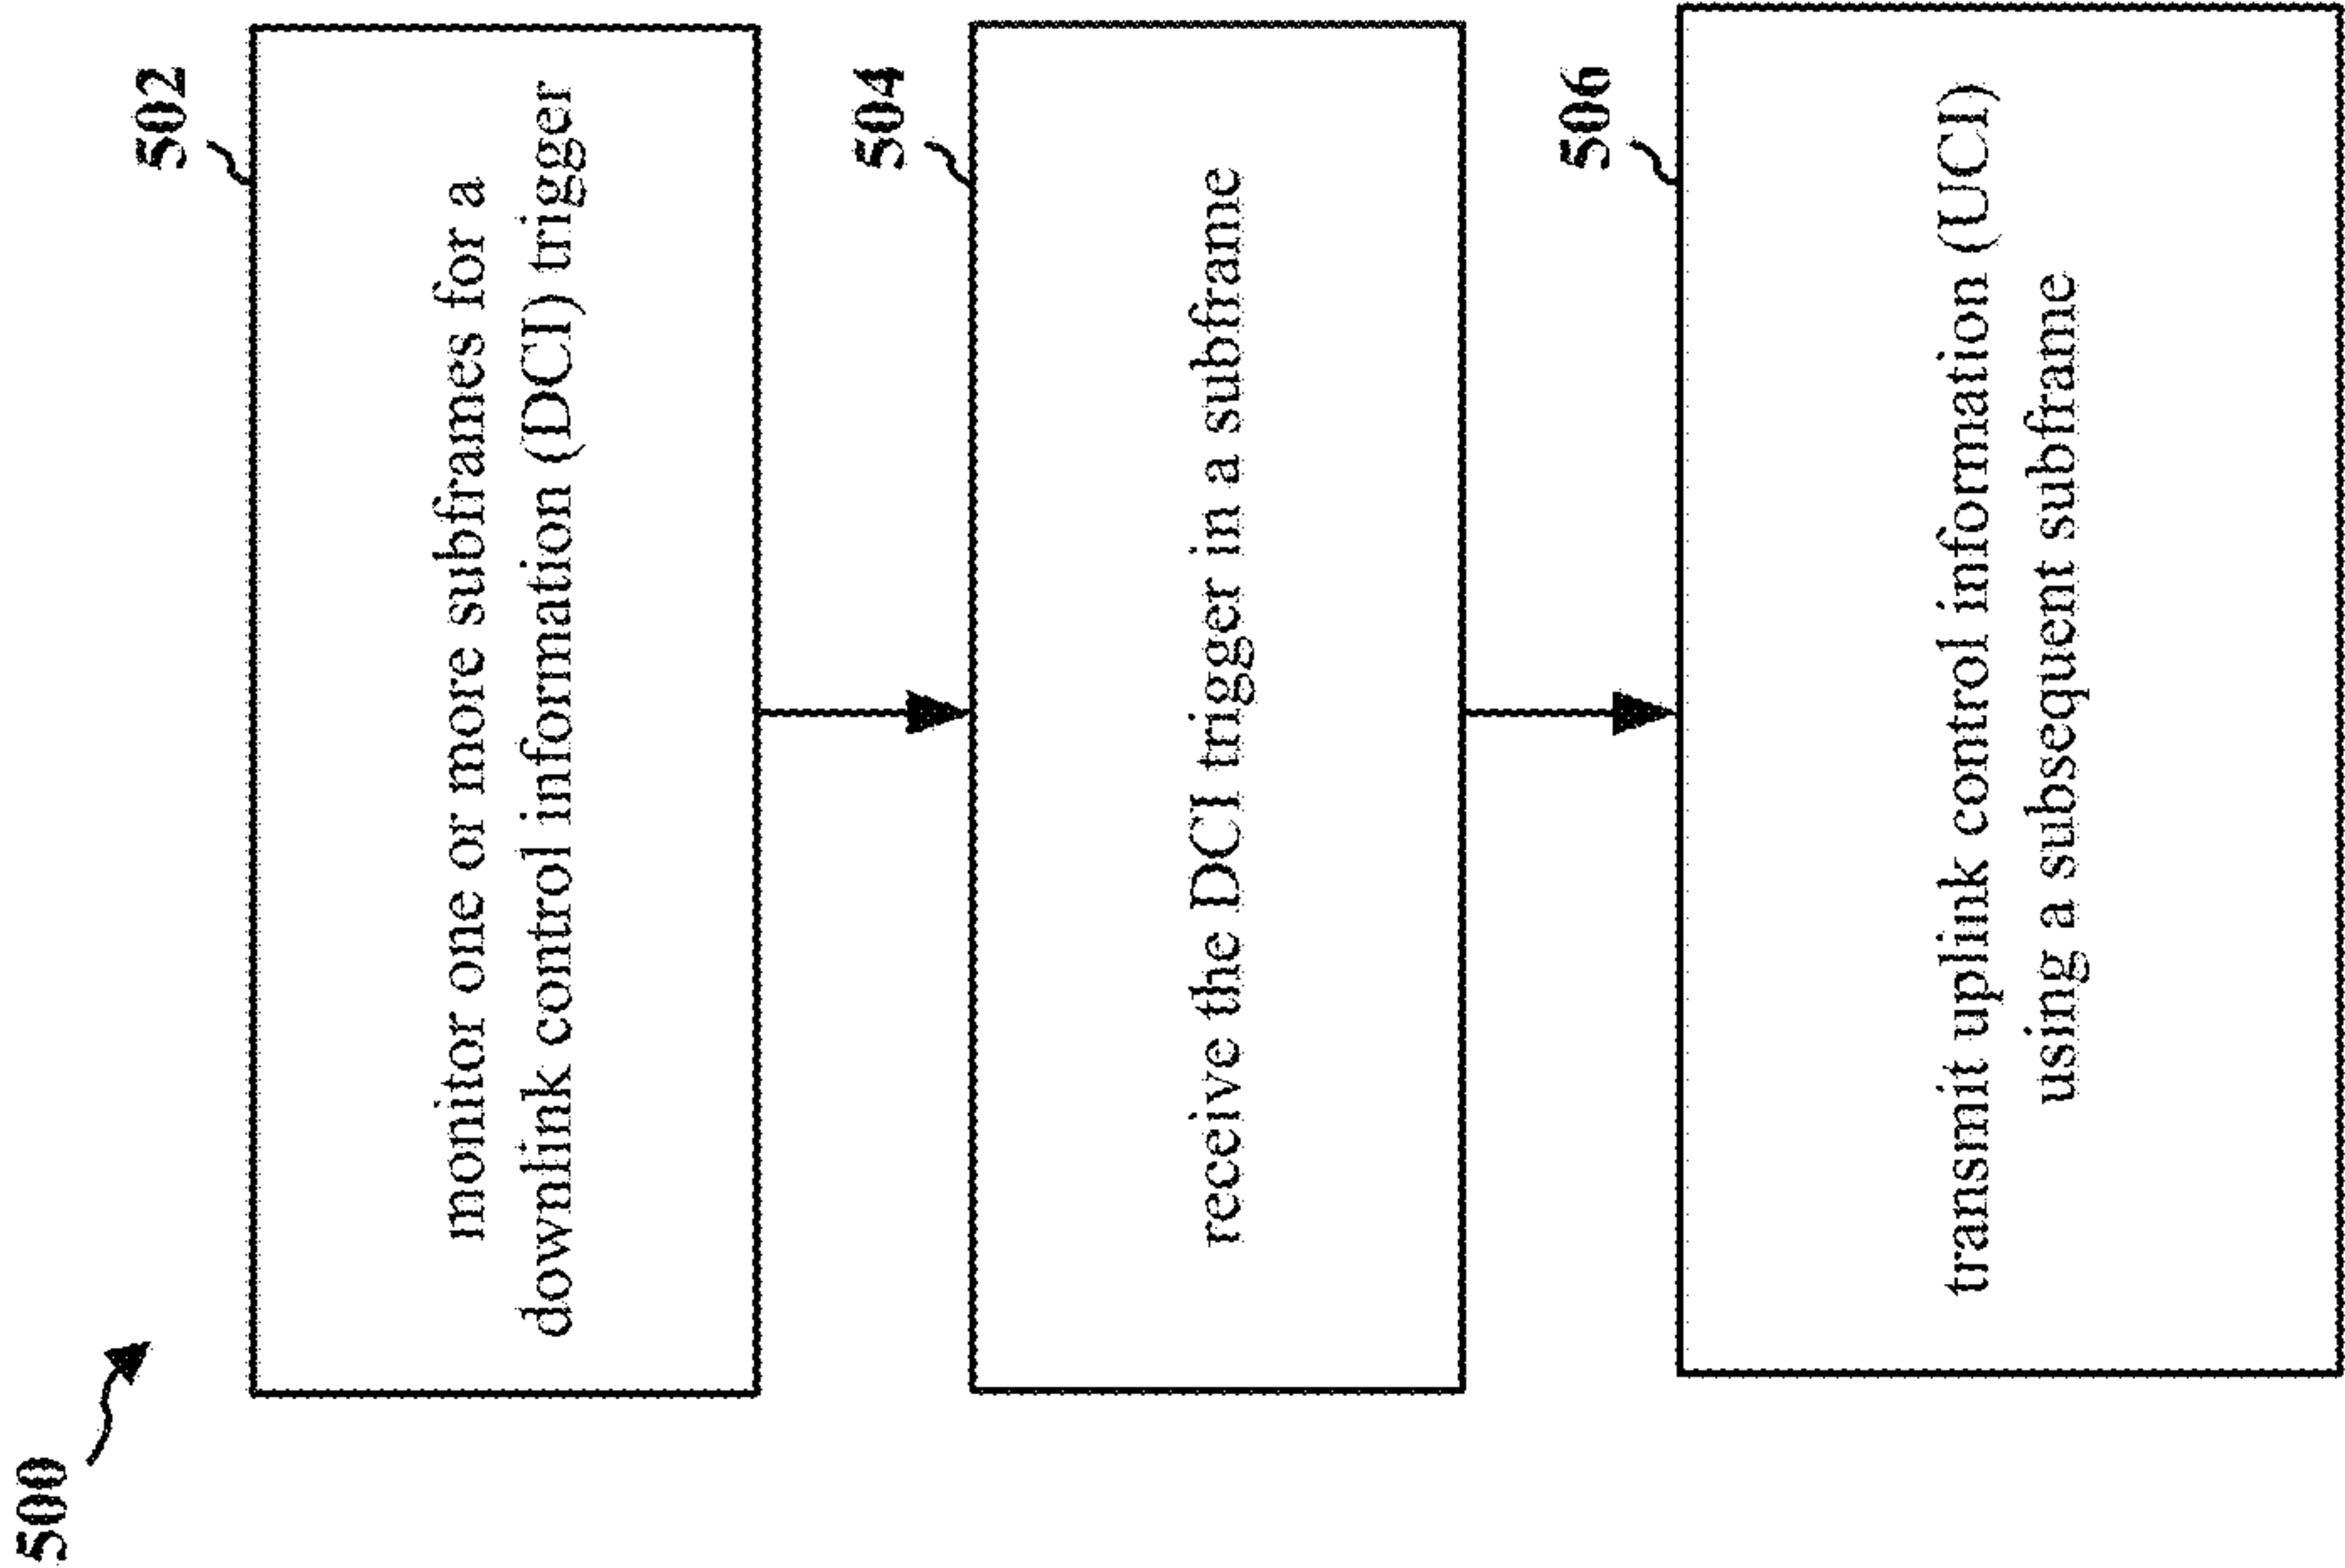 500
502
monitor one or more subframes for a
downlink control information (DCI) trigger
504
receive the DCI trigger in a subframe
506
transmit uplink control information (UCI)
using a subsequent subframe